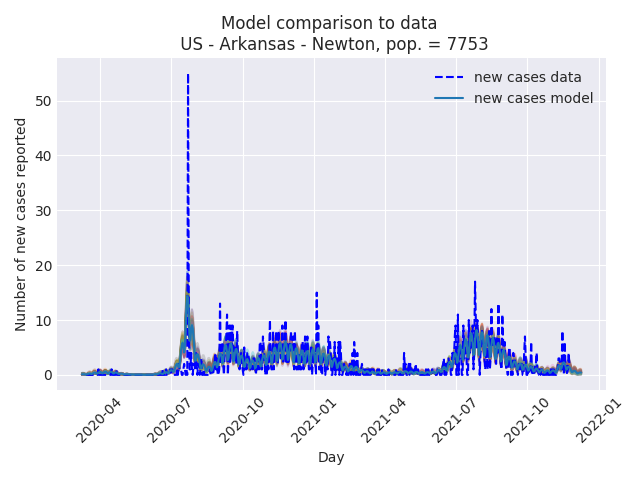 Model comparison to data
US - Arkansas - Newton, pop. = 7753
new cases data
new cases model
Number of new cases reported
50
40
30
20
10
0
2020-04
2020-07
2020-10
2021-01
2021-04
2021-07
2021-10
2022-01
Day